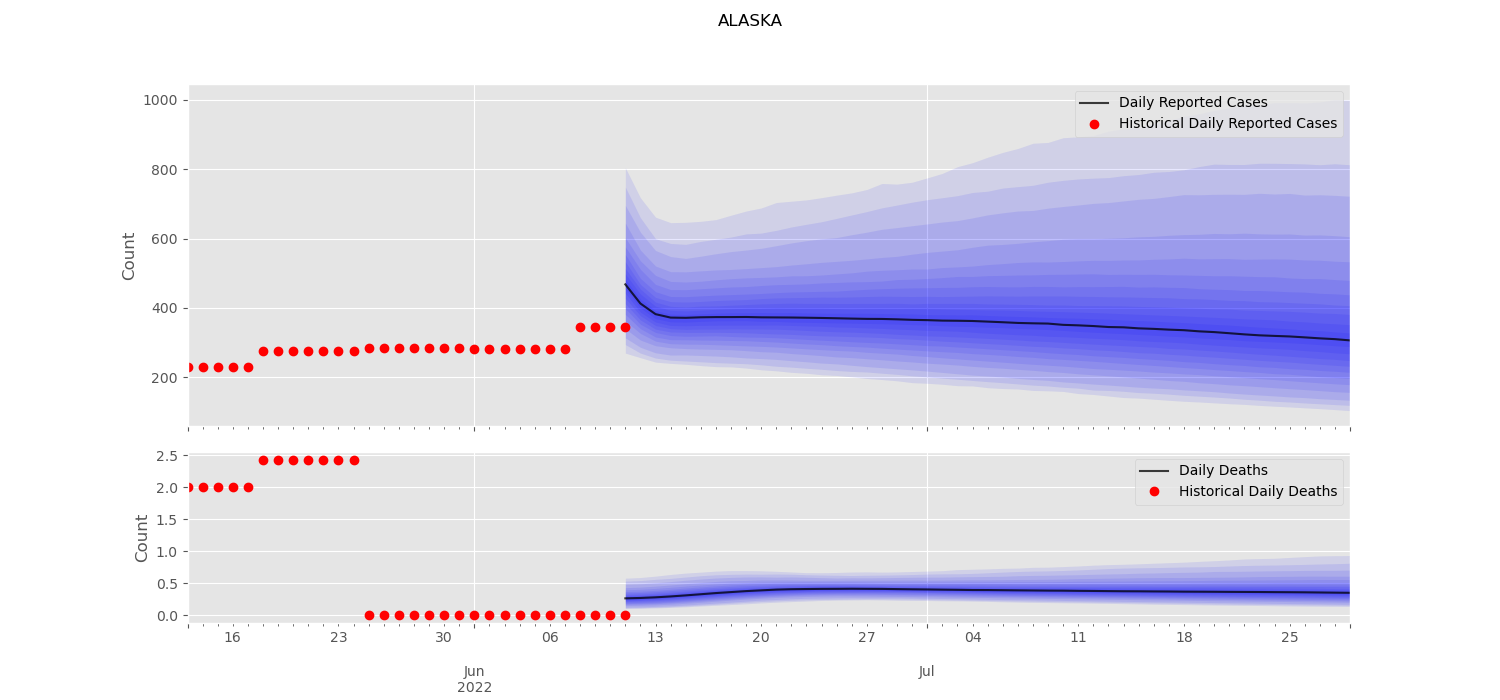 ALASKA
1000
800
600
400
200
Count
Daily Reported Cases
Historical Daily Reported Cases
2.5
2.0
1.5
1.0
0.5
0.0
Count
Daily Deaths
Historical Daily Deaths
16 23 30 06 13 20 27 04 11 18 25
Jun Jul
2022